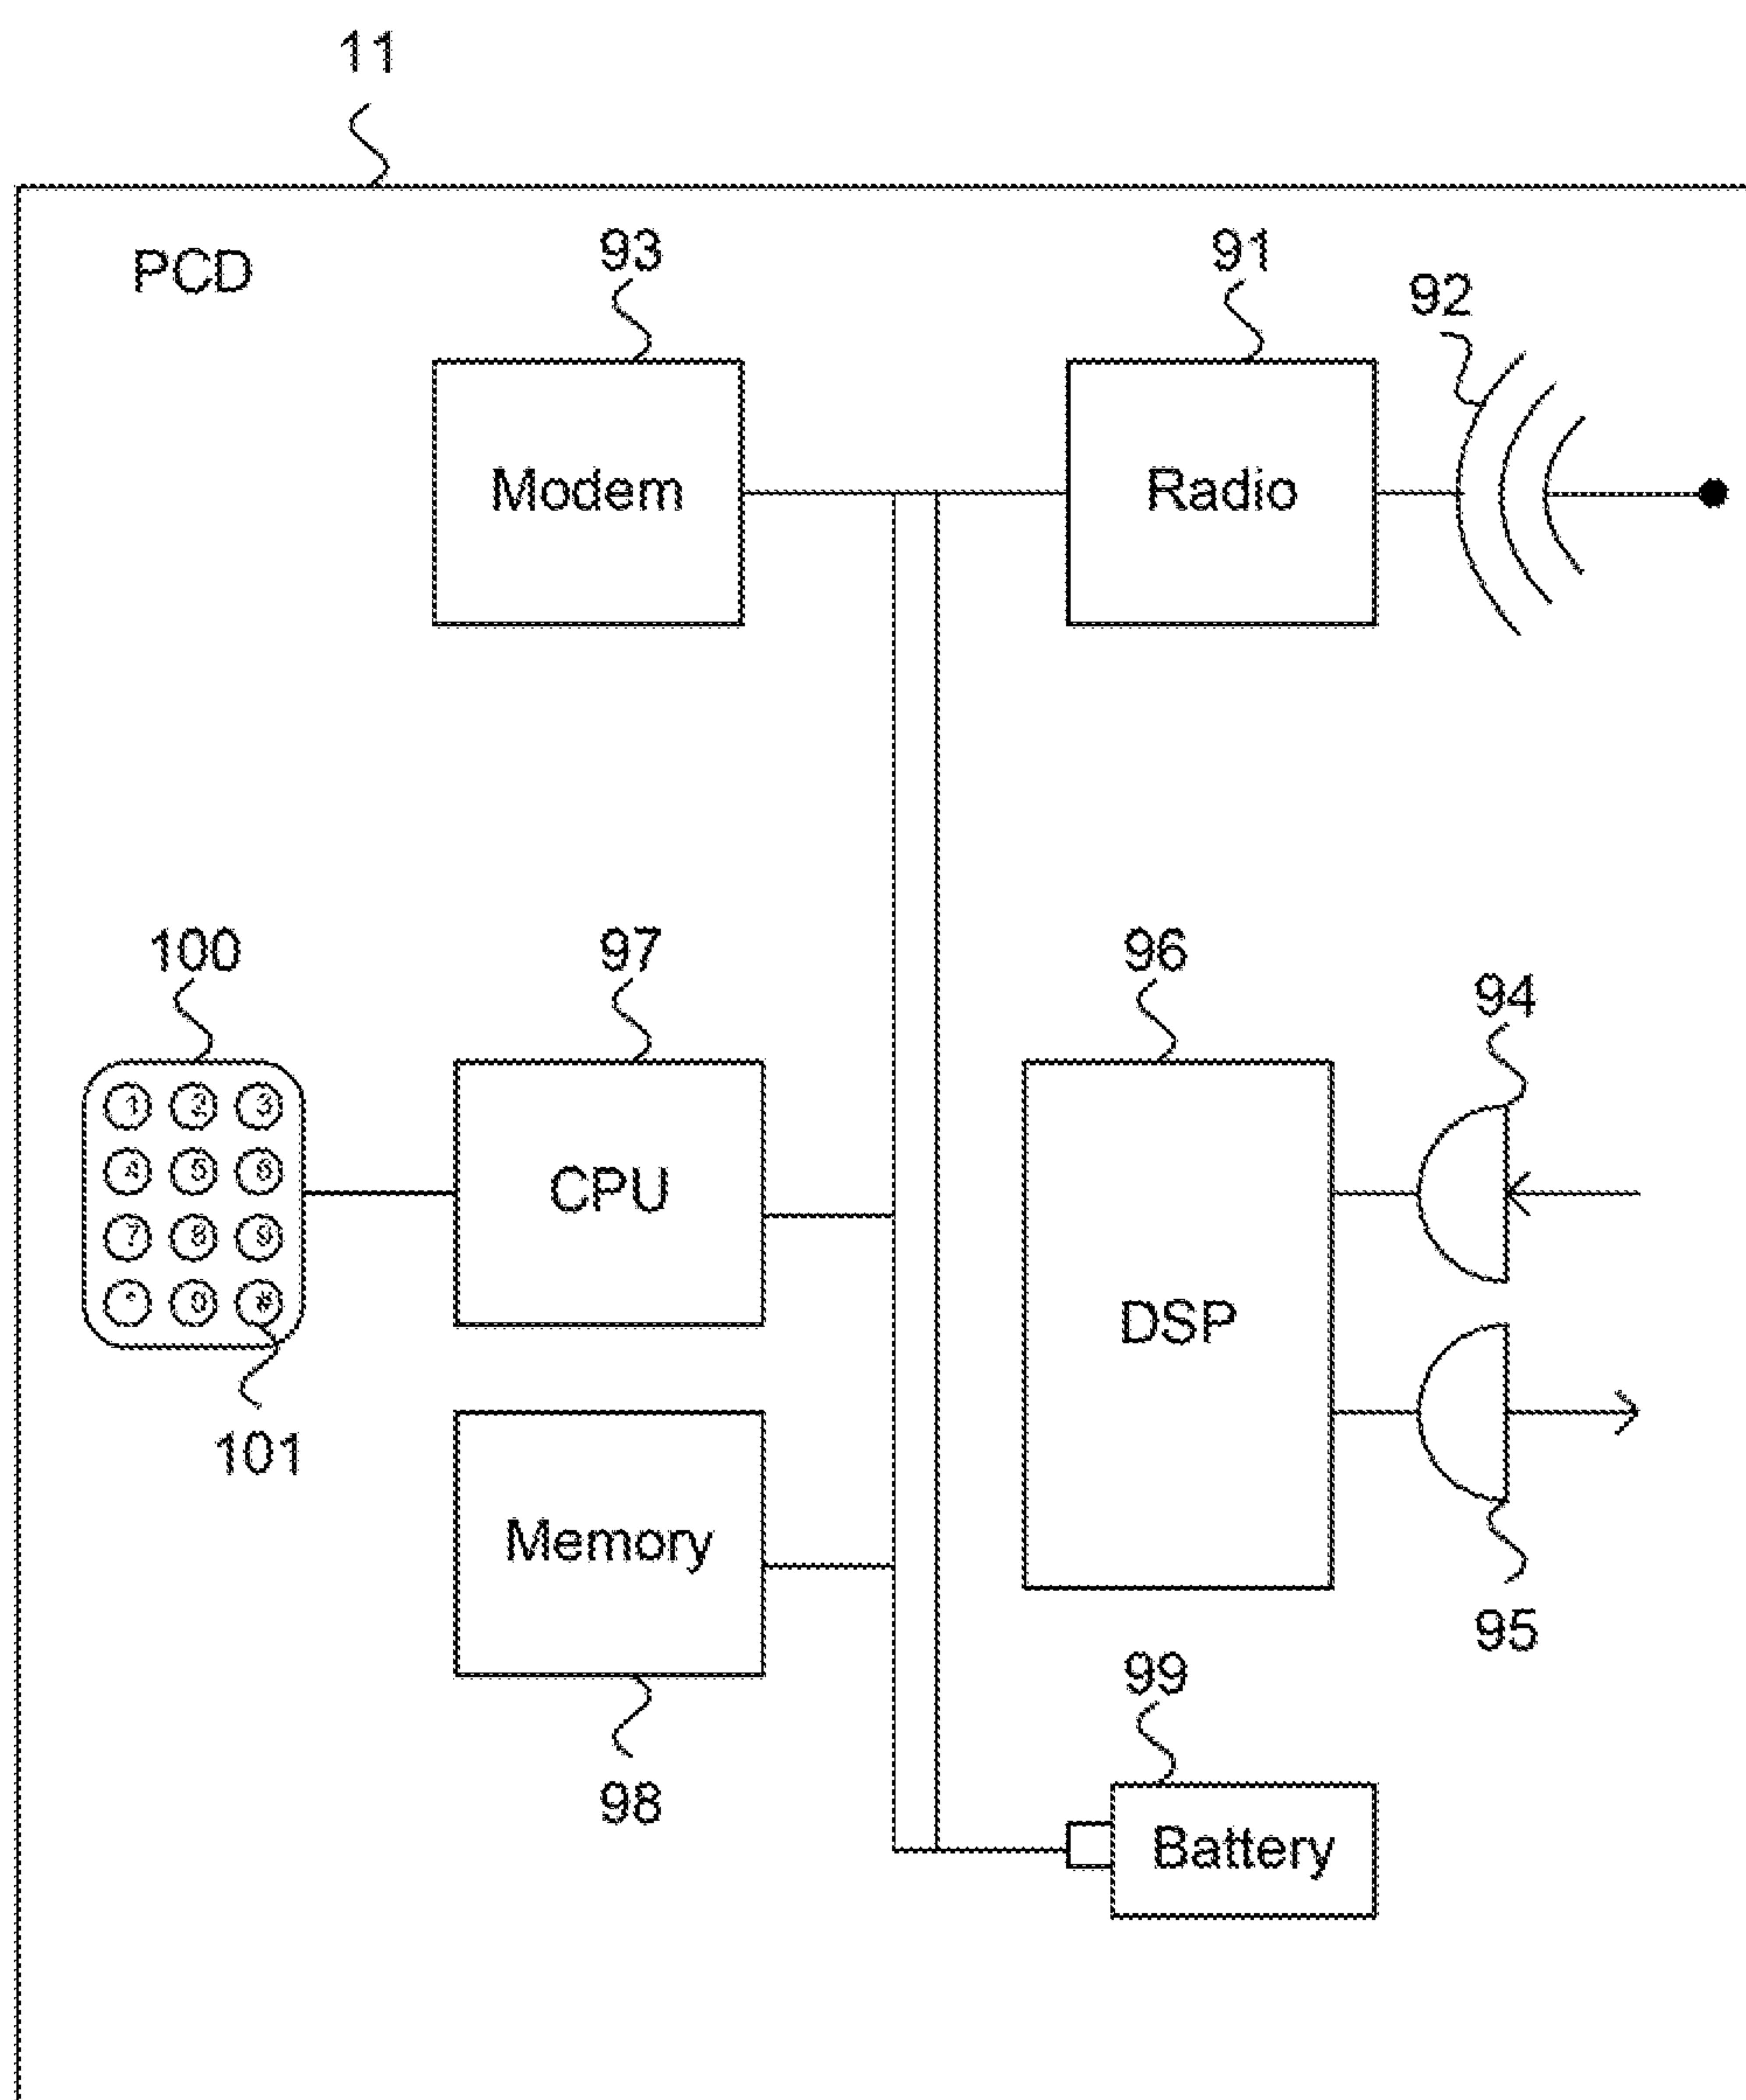 11
PCD
93
91
92
Modem
Radio
100
97
96
94
1 2 3
4 5 6
7 8 9
* 0 #
CPU
DSP
101
Memory
95
99
98
Battery